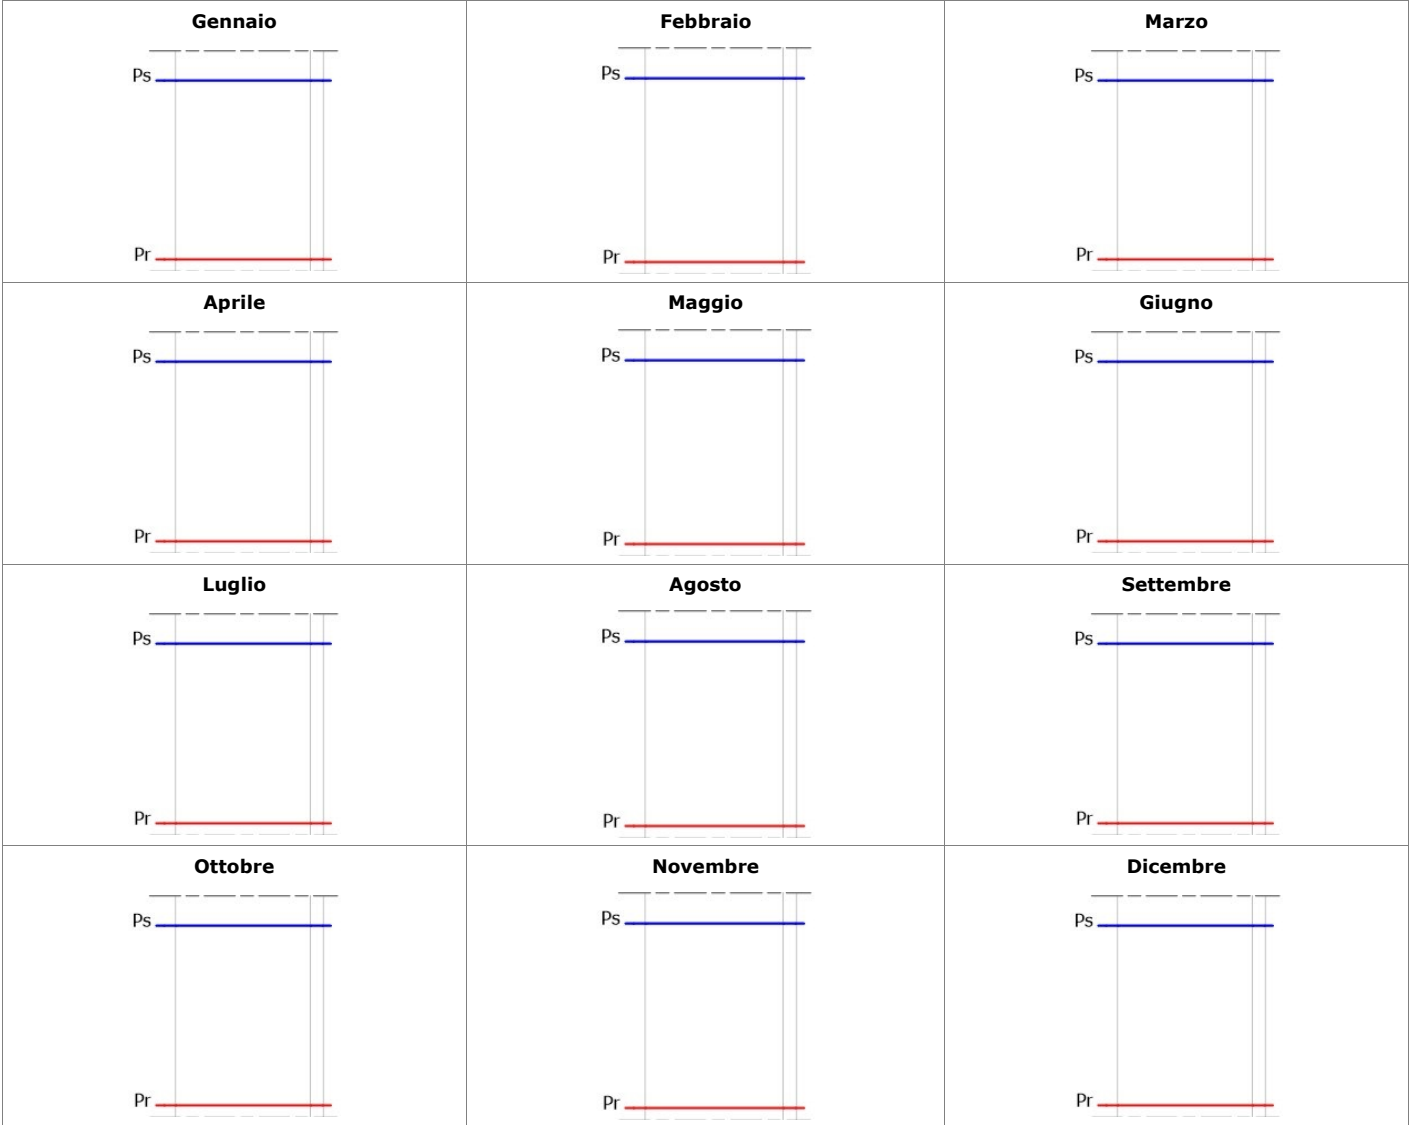 Gennaio
Ps
Pr
Febbraio
Ps
Pr
Marzo
Ps
Pr
Aprile
Ps
Pr
Maggio
Ps
Pr
Giugno
Ps
Pr
Luglio
Ps
Pr
Agosto
Ps
Pr
Settembre
Ps
Pr
Ottobre
Ps
Pr
Novembre
Ps
Pr
Dicembre
Ps
Pr